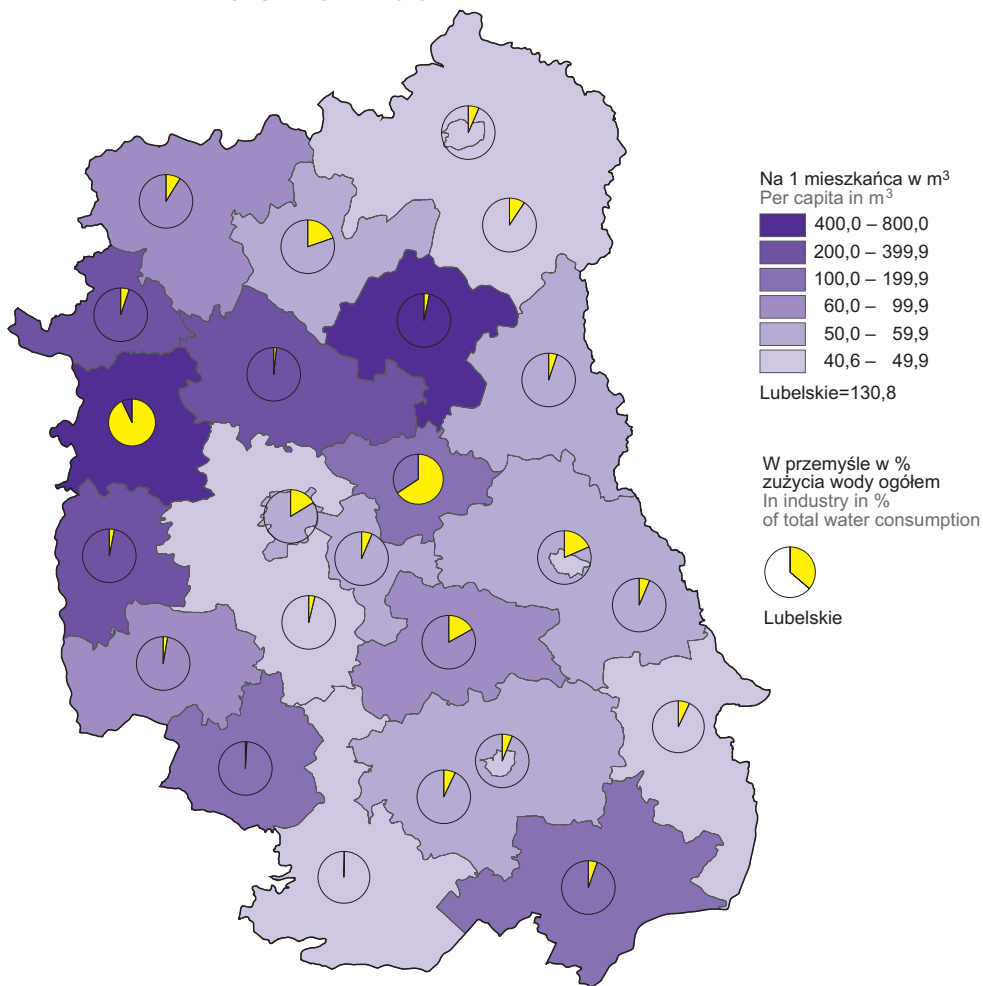 Na 1 mieszkańca w m³
Per capita in m³
400,0 – 800,0
200,0 – 399,9
100,0 – 199,9
60,0 – 99,9
50,0 – 59,9
40,6 – 49,9
Lubelskie=130,8
W przemyśle w %
zużycia wody ogółem
In industry in %
of total water consumption
Lubelskie